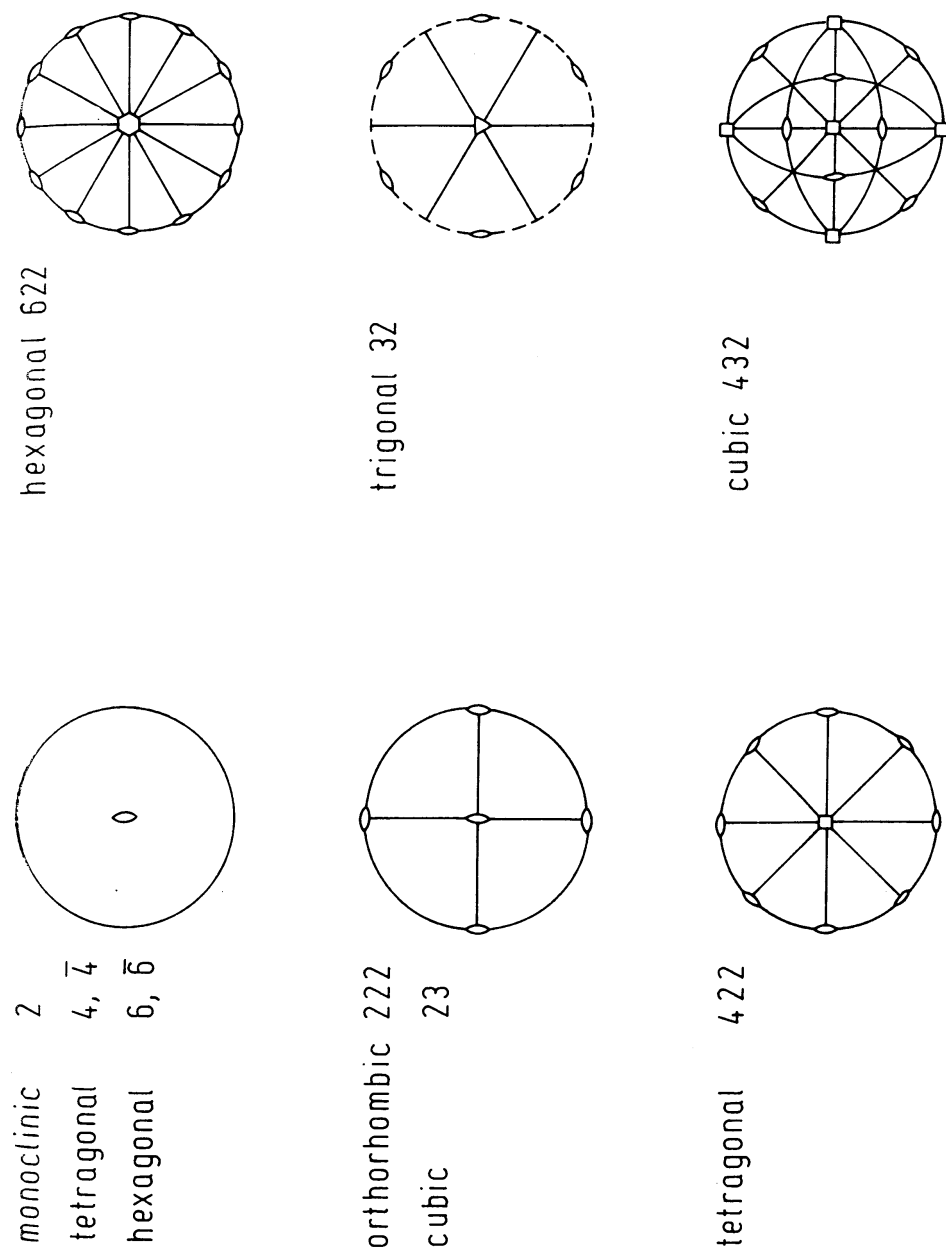 monoclinic 2
tetragonal 4, 4̅
hexagonal 6, 6̅
orthorhombic 222
cubic 23
tetragonal 422
hexagonal 622
trigonal 32
cubic 432